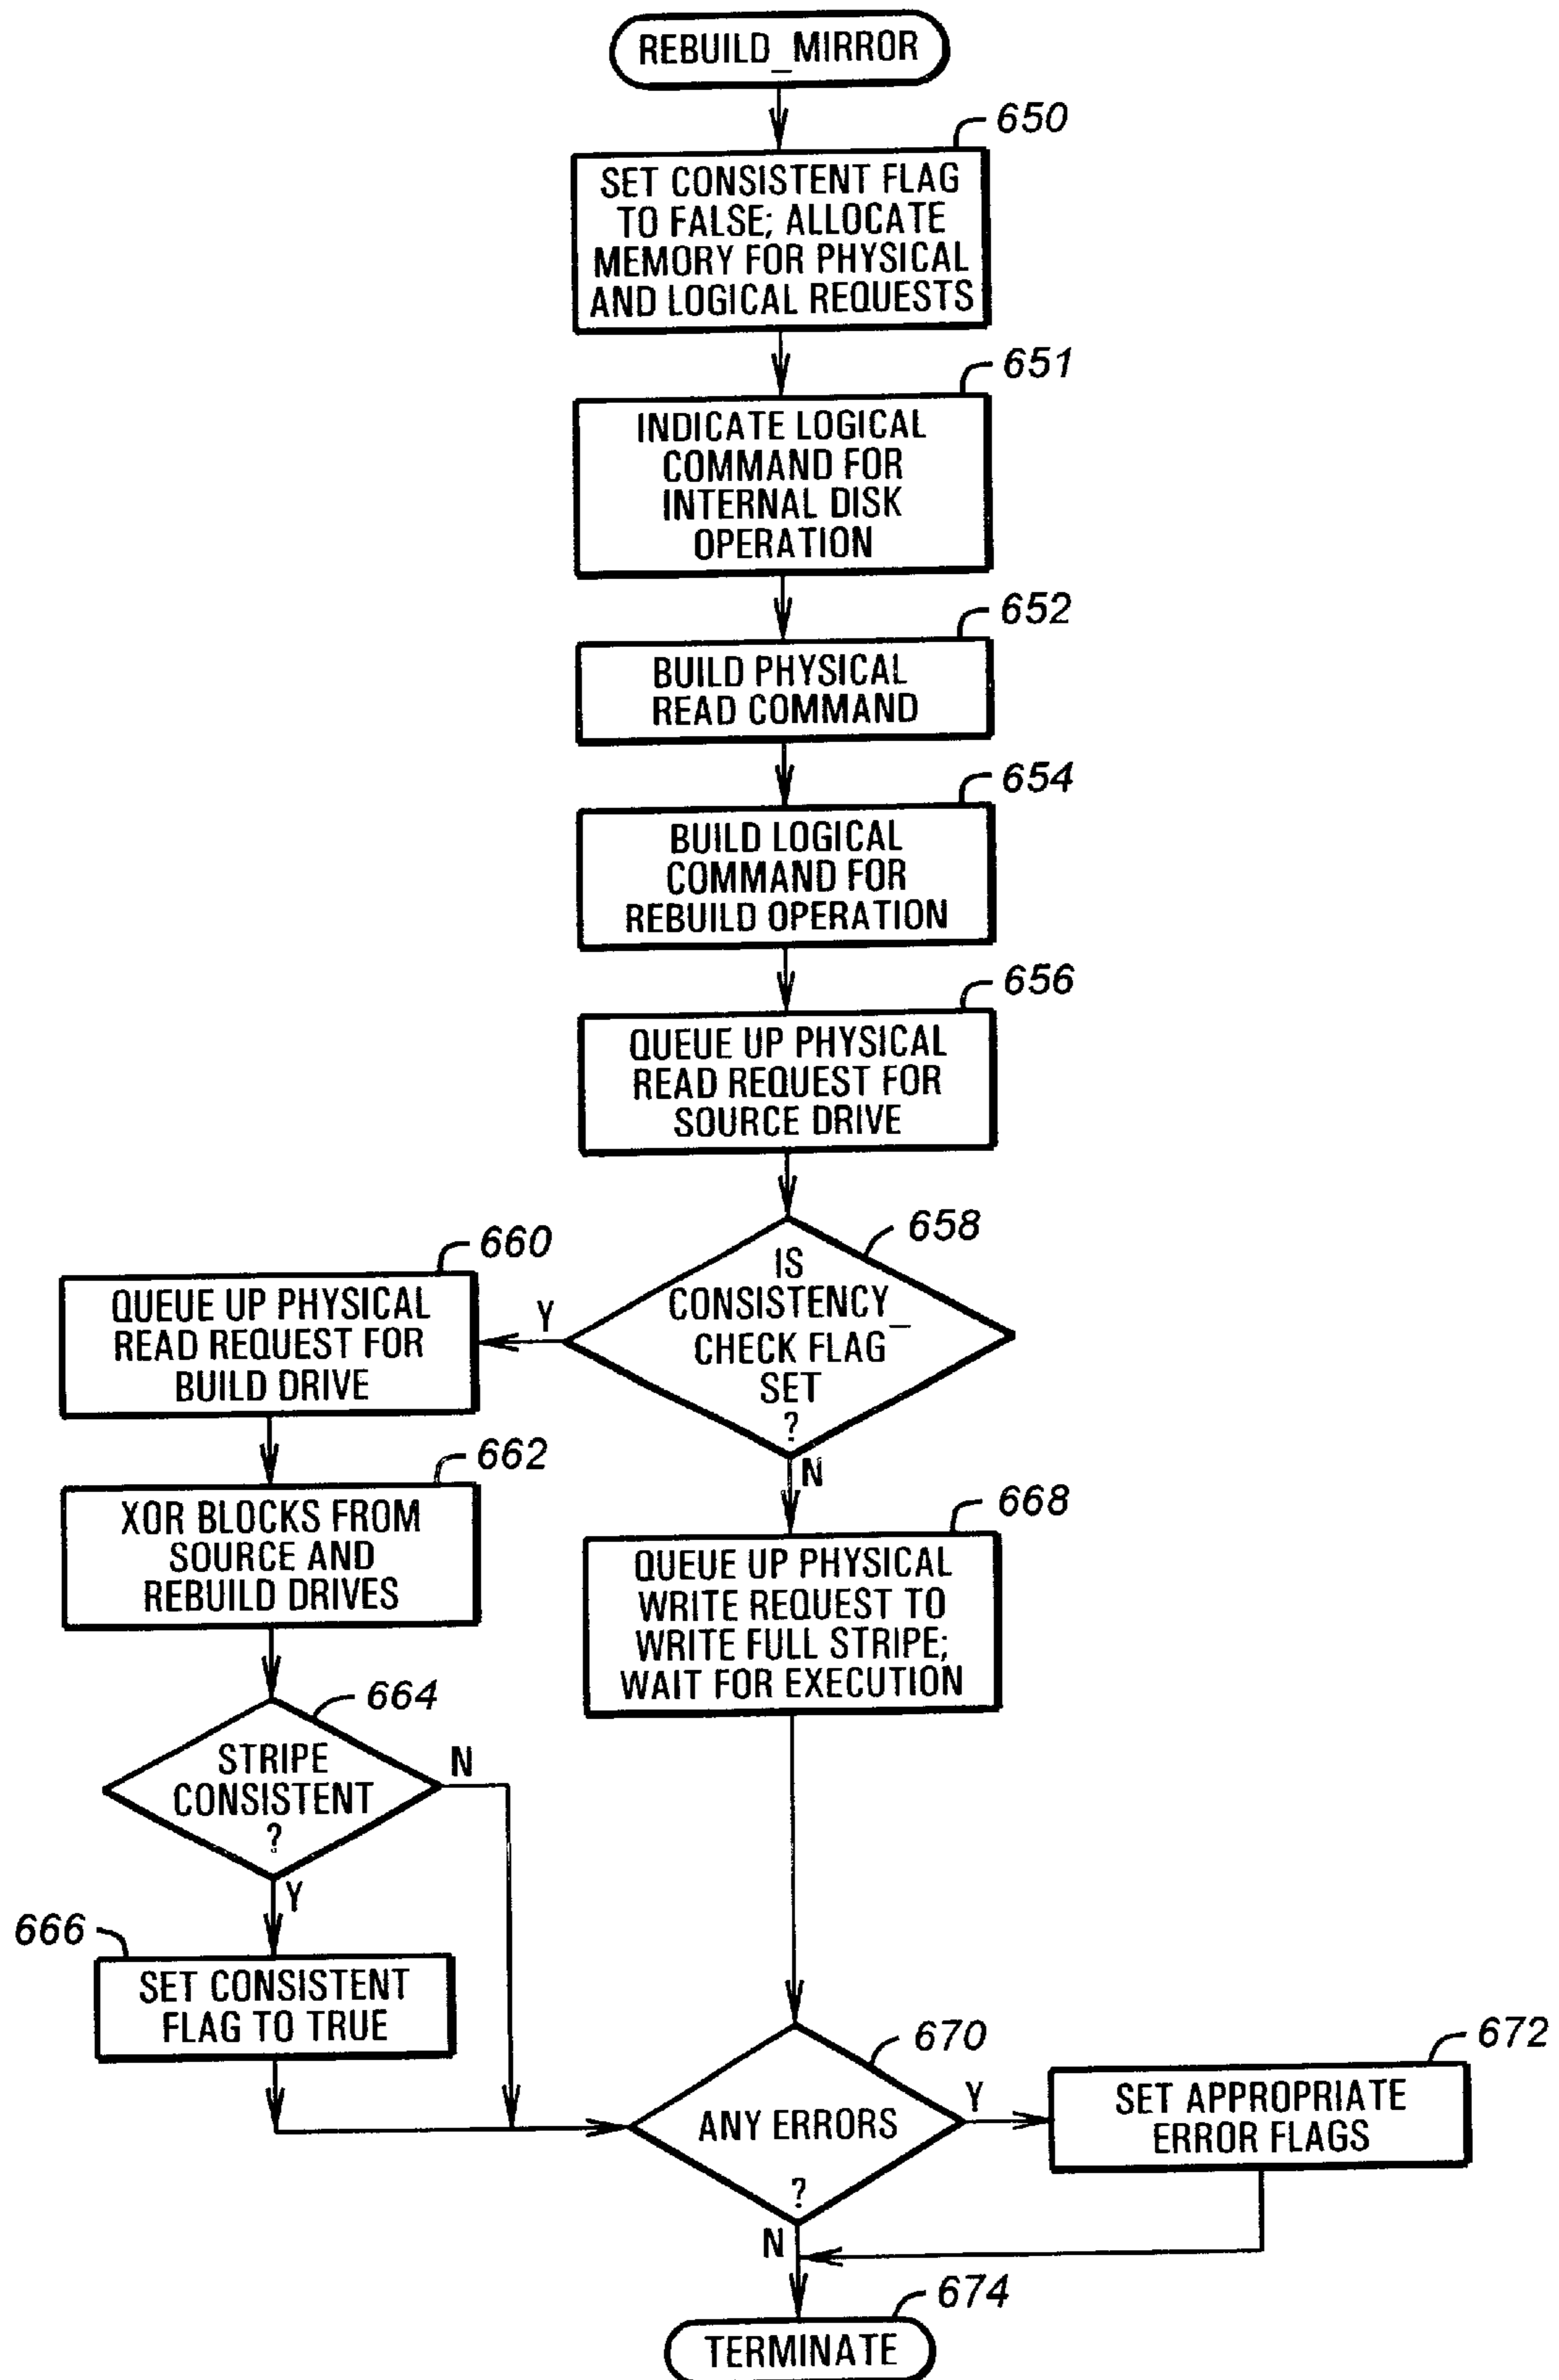 REBUILD_MIRROR
650
SET CONSISTENT FLAG
TO FALSE; ALLOCATE
MEMORY FOR PHYSICAL
AND LOGICAL REQUESTS
651
INDICATE LOGICAL
COMMAND FOR
INTERNAL DISK
OPERATION
652
BUILD PHYSICAL
READ COMMAND
654
BUILD LOGICAL
COMMAND FOR
REBUILD OPERATION
656
QUEUE UP PHYSICAL
READ REQUEST FOR
SOURCE DRIVE
658
IS
CONSISTENCY_
CHECK FLAG
SET
?
Y
N
660
QUEUE UP PHYSICAL
READ REQUEST FOR
BUILD DRIVE
662
XOR BLOCKS FROM
SOURCE AND
REBUILD DRIVES
664
STRIPE
CONSISTENT
?
N
Y
666
SET CONSISTENT
FLAG TO TRUE
668
QUEUE UP PHYSICAL
WRITE REQUEST TO
WRITE FULL STRIPE;
WAIT FOR EXECUTION
670
ANY ERRORS
?
Y
N
672
SET APPROPRIATE
ERROR FLAGS
674
TERMINATE